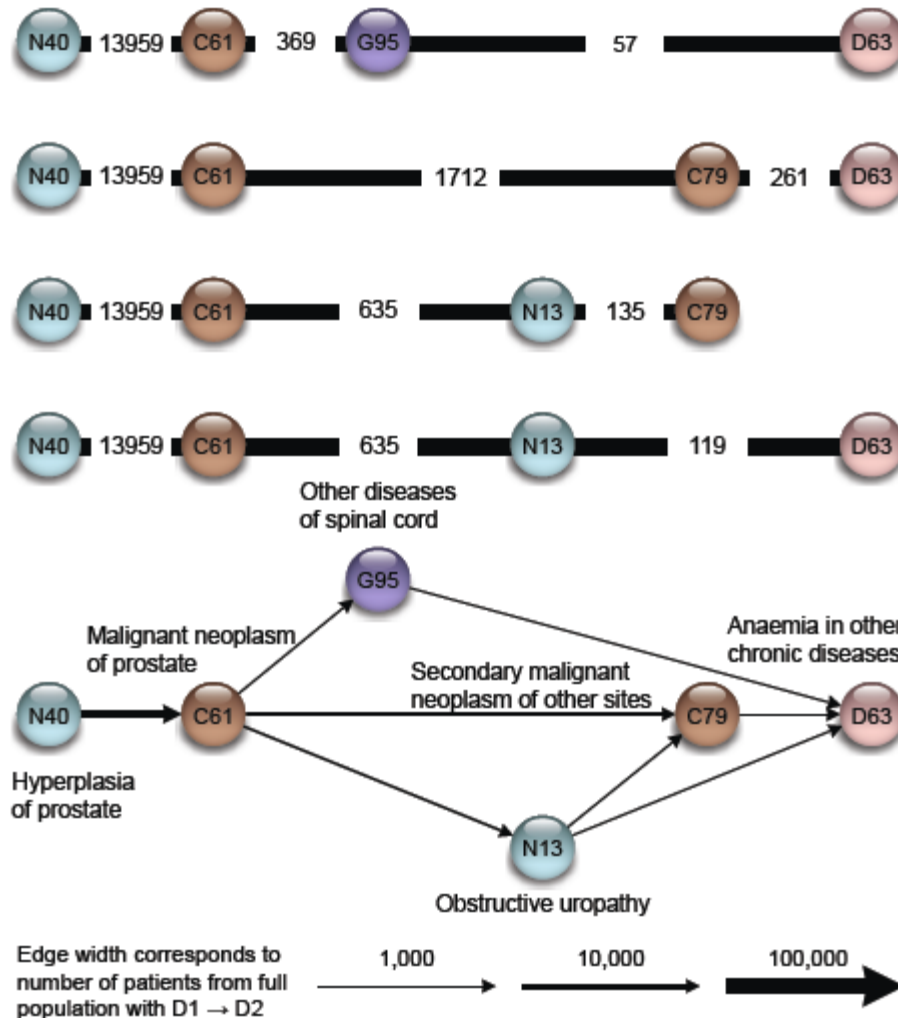 N40 13959 C61 369 G95 57 D63
N40 13959 C61 1712 C79 261 D63
N40 13959 C61 635 N13 135 C79
N40 13959 C61 635 N13 119 D63
Other diseases
of spinal cord
G95
Malignant neoplasm
of prostate
Anaemia in other
chronic diseases
Secondary malignant
neoplasm of other sites
N40 C61 C79 D63
Hyperplasia
of prostate
N13
Obstructive uropathy
Edge width corresponds to
number of patients from full
population with D1 → D2
1,000 10,000 100,000